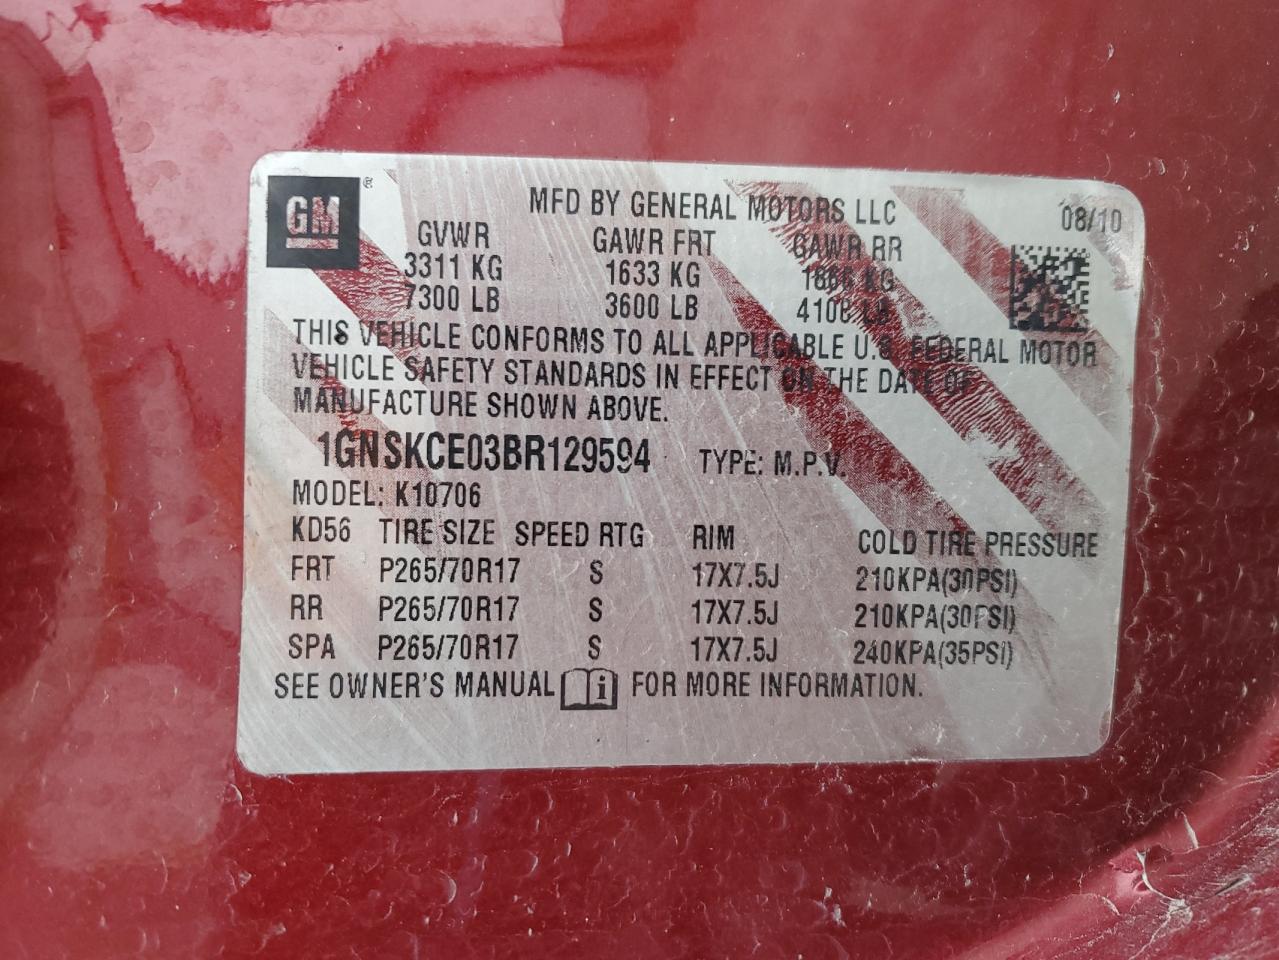 GM ®
MFD BY GENERAL MOTORS LLC 08/10
GVWR GAWR FRT GAWR RR
3311 KG 1633 KG 1866 KG
7300 LB 3600 LB 4108 LB
THIS VEHICLE CONFORMS TO ALL APPLICABLE U.S. FEDERAL MOTOR
VEHICLE SAFETY STANDARDS IN EFFECT ON THE DATE OF
MANUFACTURE SHOWN ABOVE.
1GNSKCE03BR129594 TYPE: M.P.V.
MODEL: K10706
KD56 TIRE SIZE SPEED RTG RIM COLD TIRE PRESSURE
FRT P265/70R17 S 17X7.5J 210KPA(30PSI)
RR P265/70R17 S 17X7.5J 210KPA(30PSI)
SPA P265/70R17 S 17X7.5J 240KPA(35PSI)
SEE OWNER'S MANUAL FOR MORE INFORMATION.